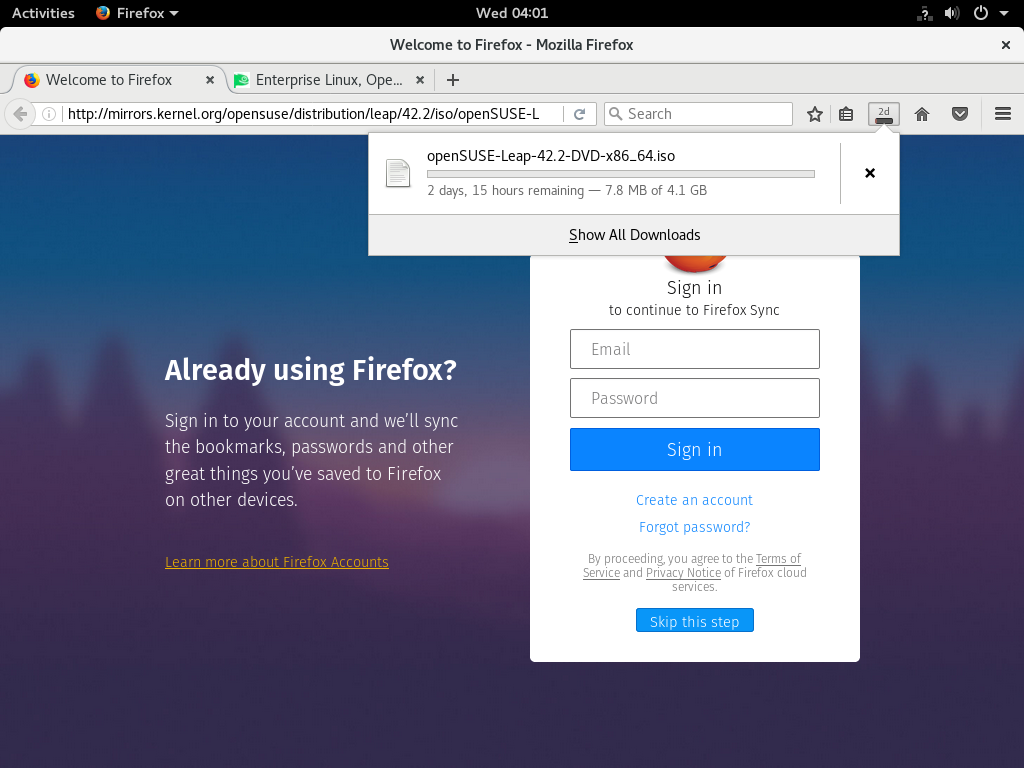 Activities Firefox Wed 04:01
Welcome to Firefox - Mozilla Firefox
Welcome to Firefox Enterprise Linux, Ope...
http://mirrors.kernel.org/opensuse/distribution/leap/42.2/iso/openSUSE-L Search 2d
openSUSE-Leap-42.2-DVD-x86_64.iso
2 days, 15 hours remaining — 7.8 MB of 4.1 GB
Show All Downloads
Already using Firefox?
Sign in to your account and we’ll sync
the bookmarks, passwords and other
great things you’ve saved to Firefox
on other devices.
Learn more about Firefox Accounts
Sign in
to continue to Firefox Sync
Email
Password
Sign in
Create an account
Forgot password?
By proceeding, you agree to the Terms of
Service and Privacy Notice of Firefox cloud
services.
Skip this step